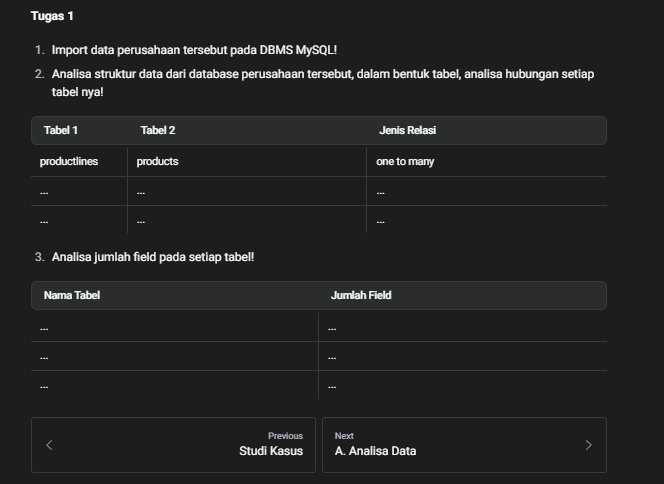 Tugas 1
1. Import data perusahaan tersebut pada DBMS MySQL!
2. Analisa struktur data dari database perusahaan tersebut, dalam bentuk tabel, analisa hubungan setiap
tabel nya!
Tabel 1 Tabel 2 Jenis Relasi
productlines products one to many
... ... ...
... ... ...
3. Analisa jumlah field pada setiap tabel!
Nama Tabel Jumlah Field
... ...
... ...
... ...
Previous
Studi Kasus
Next
A. Analisa Data